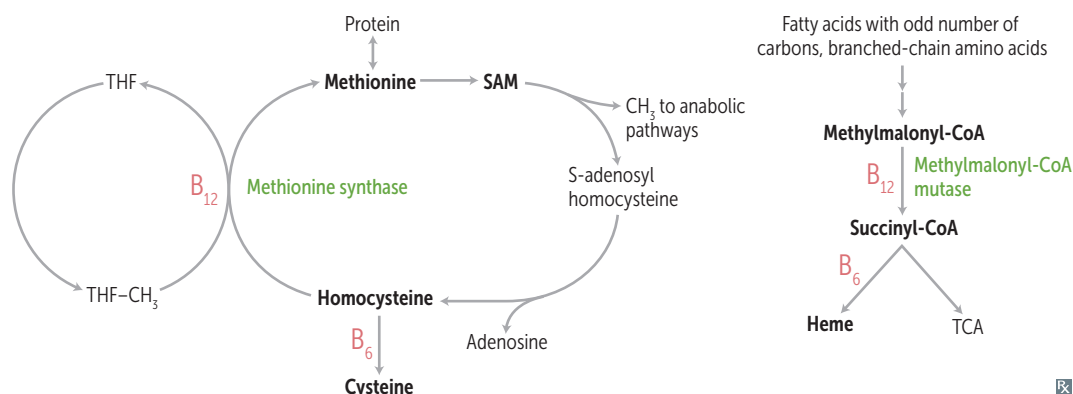 Protein
Methionine
SAM
THF
CH₃ to anabolic
pathways
B₁₂
Methionine synthase
S-adenosyl
homocysteine
THF–CH₃
Homocysteine
Adenosine
B₆
Cysteine
Fatty acids with odd number of
carbons, branched-chain amino acids
Methylmalonyl-CoA
B₁₂
Methylmalonyl-CoA
mutase
Succinyl-CoA
B₆
Heme
TCA
Rx